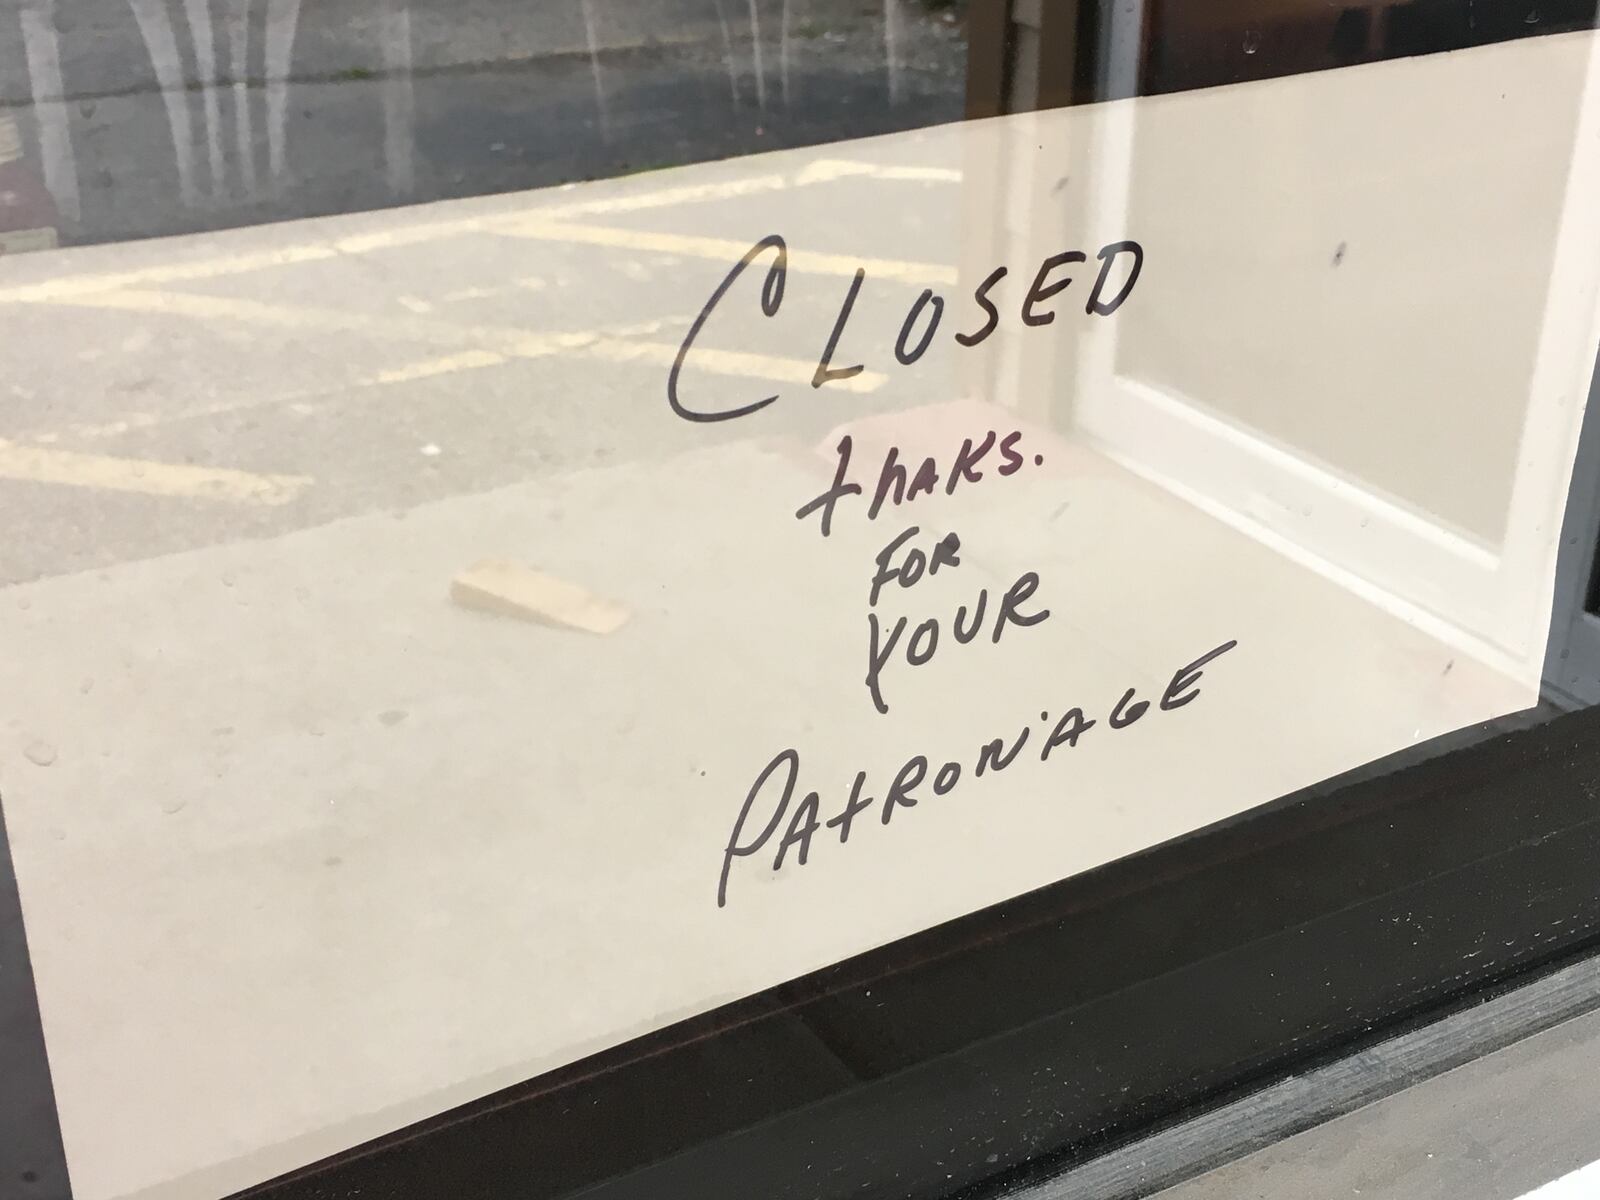 CLOSED
thAKS.
FOR
YOUR
PATRONAGE